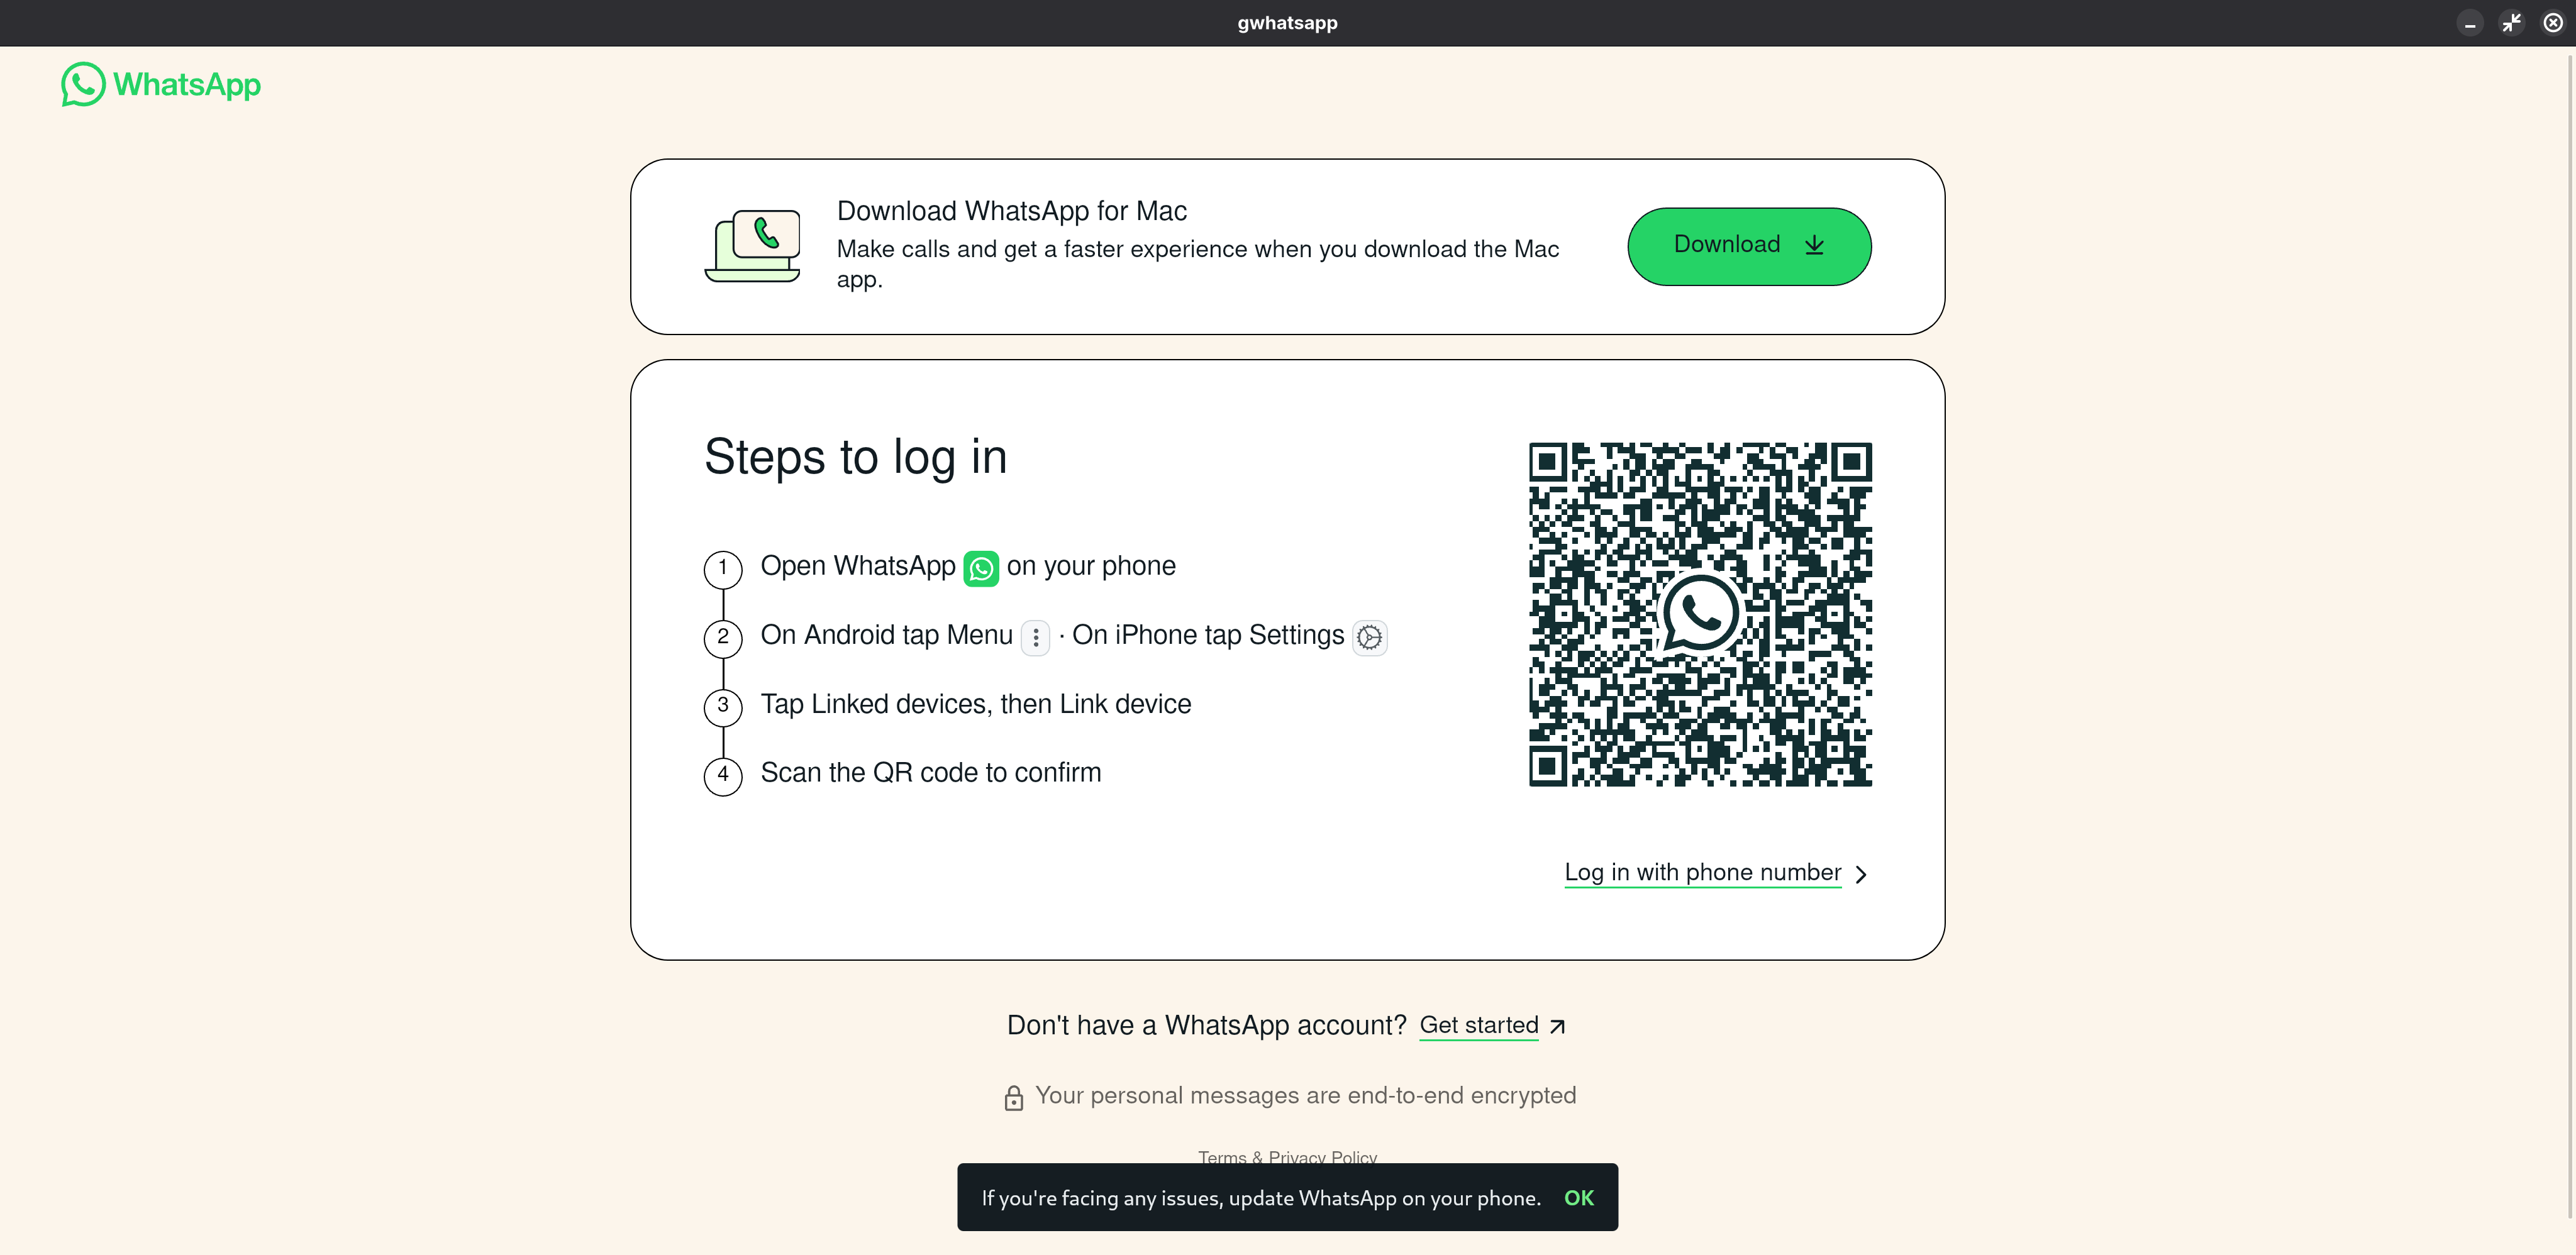 gwhatsapp
WhatsApp
Download WhatsApp for Mac
Make calls and get a faster experience when you download the Mac
app.
Download
Steps to log in
1 Open WhatsApp on your phone
2 On Android tap Menu · On iPhone tap Settings
3 Tap Linked devices, then Link device
4 Scan the QR code to confirm
Log in with phone number
Don't have a WhatsApp account? Get started
Your personal messages are end-to-end encrypted
Terms & Privacy Policy
If you're facing any issues, update WhatsApp on your phone. OK